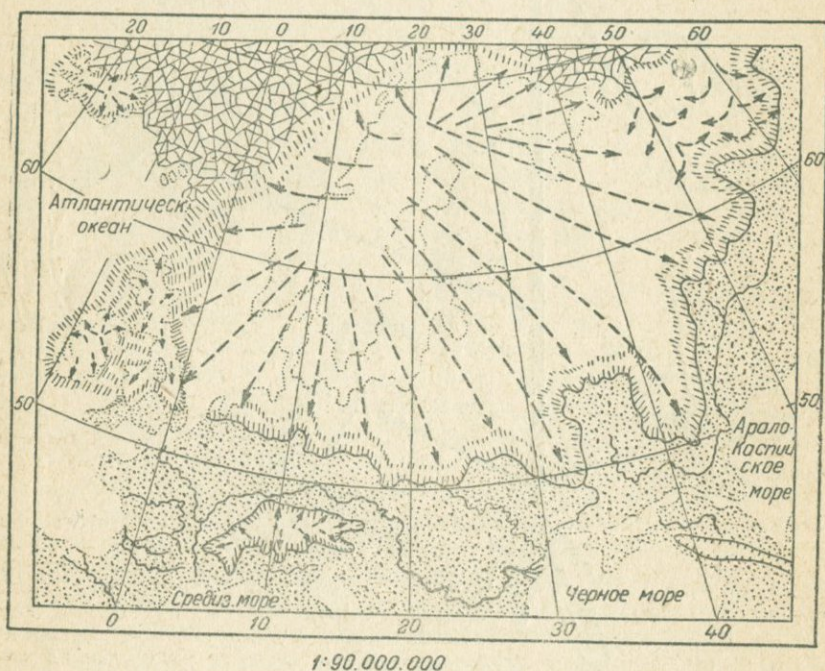 20 10 0 10 20 30 40 50 60
60
60
Атлантическ
океан
50
50
Арало
Каспий
ское
море
Средиз. море
Черное море
0 10 20 30 40
1:90.000.000